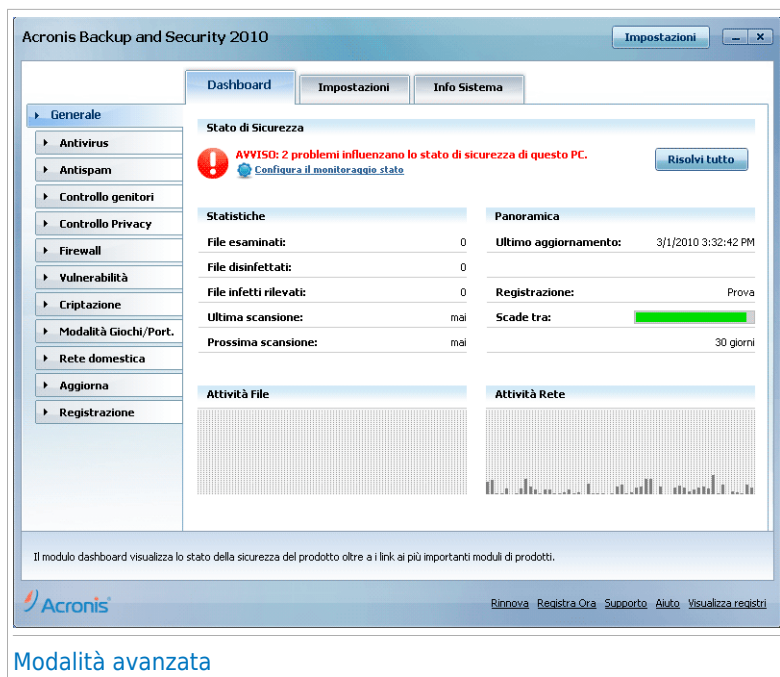 Acronis Backup and Security 2010
Impostazioni
Dashboard
Impostazioni
Info Sistema
Generale
Antivirus
Antispam
Controllo genitori
Controllo Privacy
Firewall
Vulnerabilità
Criptazione
Modalità Giochi/Port.
Rete domestica
Aggiorna
Registrazione
Stato di Sicurezza
AVVISO: 2 problemi influenzano lo stato di sicurezza di questo PC.
Configura il monitoraggio stato
Risolvi tutto
Statistiche
File esaminati: 0
File disinfettati: 0
File infetti rilevati: 0
Ultima scansione: mai
Prossima scansione: mai
Panoramica
Ultimo aggiornamento: 3/1/2010 3:32:42 PM
Registrazione: Prova
Scade tra:
30 giorni
Attività File
Attività Rete
Il modulo dashboard visualizza lo stato della sicurezza del prodotto oltre a i link ai più importanti moduli di prodotti.
Acronis
Rinnova Registra Ora Supporto Aiuto Visualizza registri
Modalità avanzata